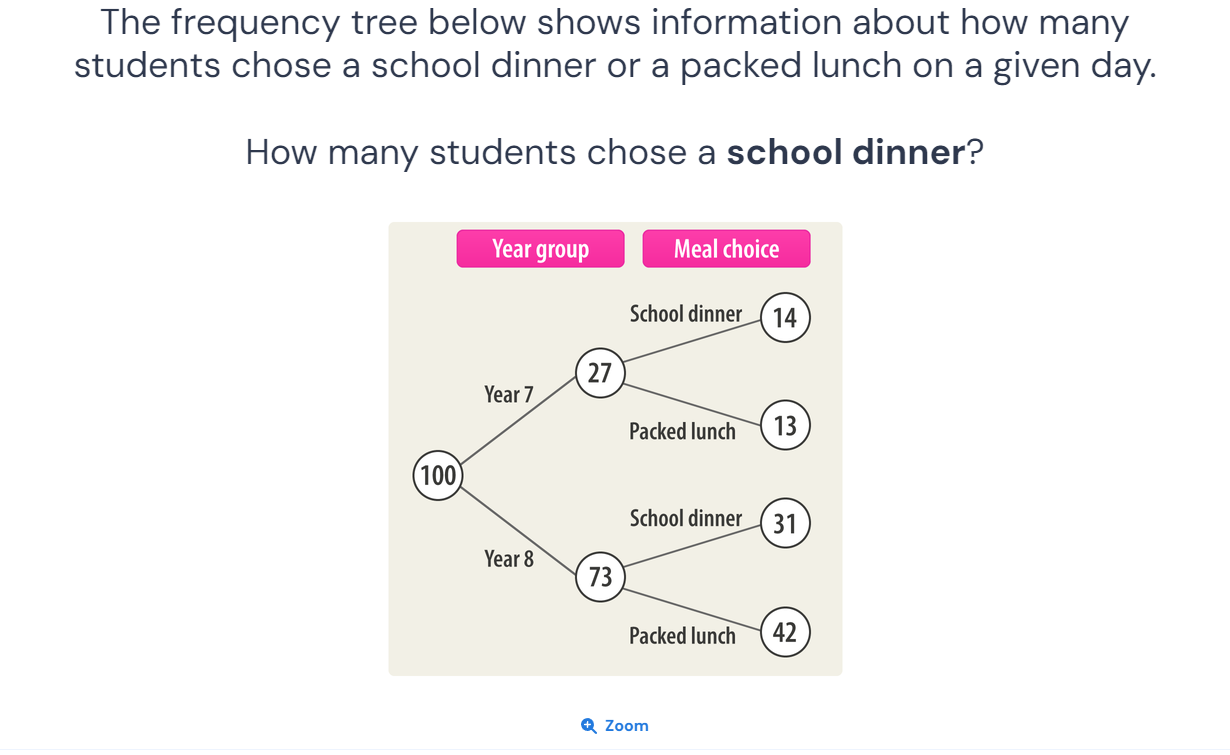 The frequency tree below shows information about how many
students chose a school dinner or a packed lunch on a given day.
How many students chose a school dinner?
Year group
Meal choice
School dinner
14
27
Year 7
Packed lunch
13
100
School dinner
31
Year 8
73
Packed lunch
42
Zoom